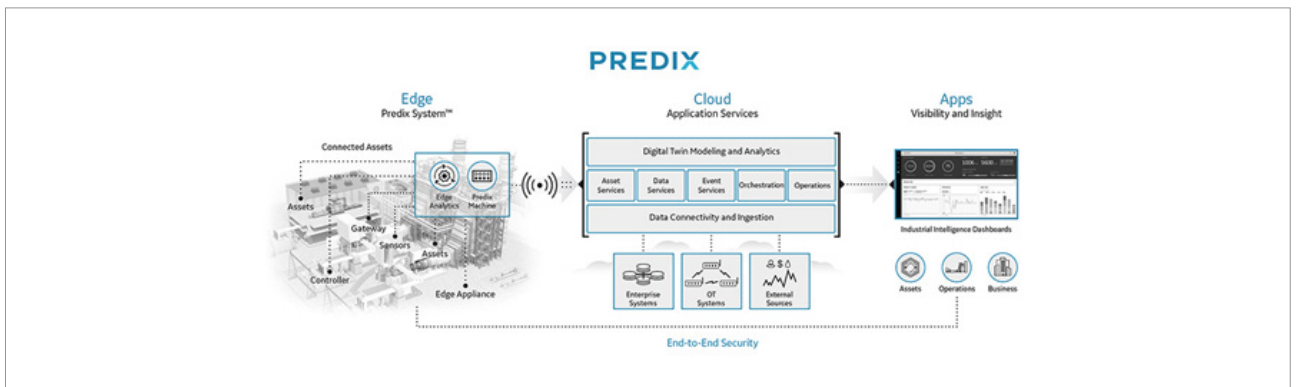 PREDIX
Edge
Predix System™
Connected Assets
Edge
Analytics
Predix
Machine
Assets
Gateway
Sensors
Assets
Controller
Edge Appliance
Cloud
Application Services
Digital Twin Modeling and Analytics
Asset
Services
Data
Services
Event
Services
Orchestration
Operations
Data Connectivity and Ingestion
Enterprise
Systems
OT
Systems
External
Sources
Apps
Visibility and Insight
Industrial Intelligence Dashboards
Assets
Operations
Business
End-to-End Security